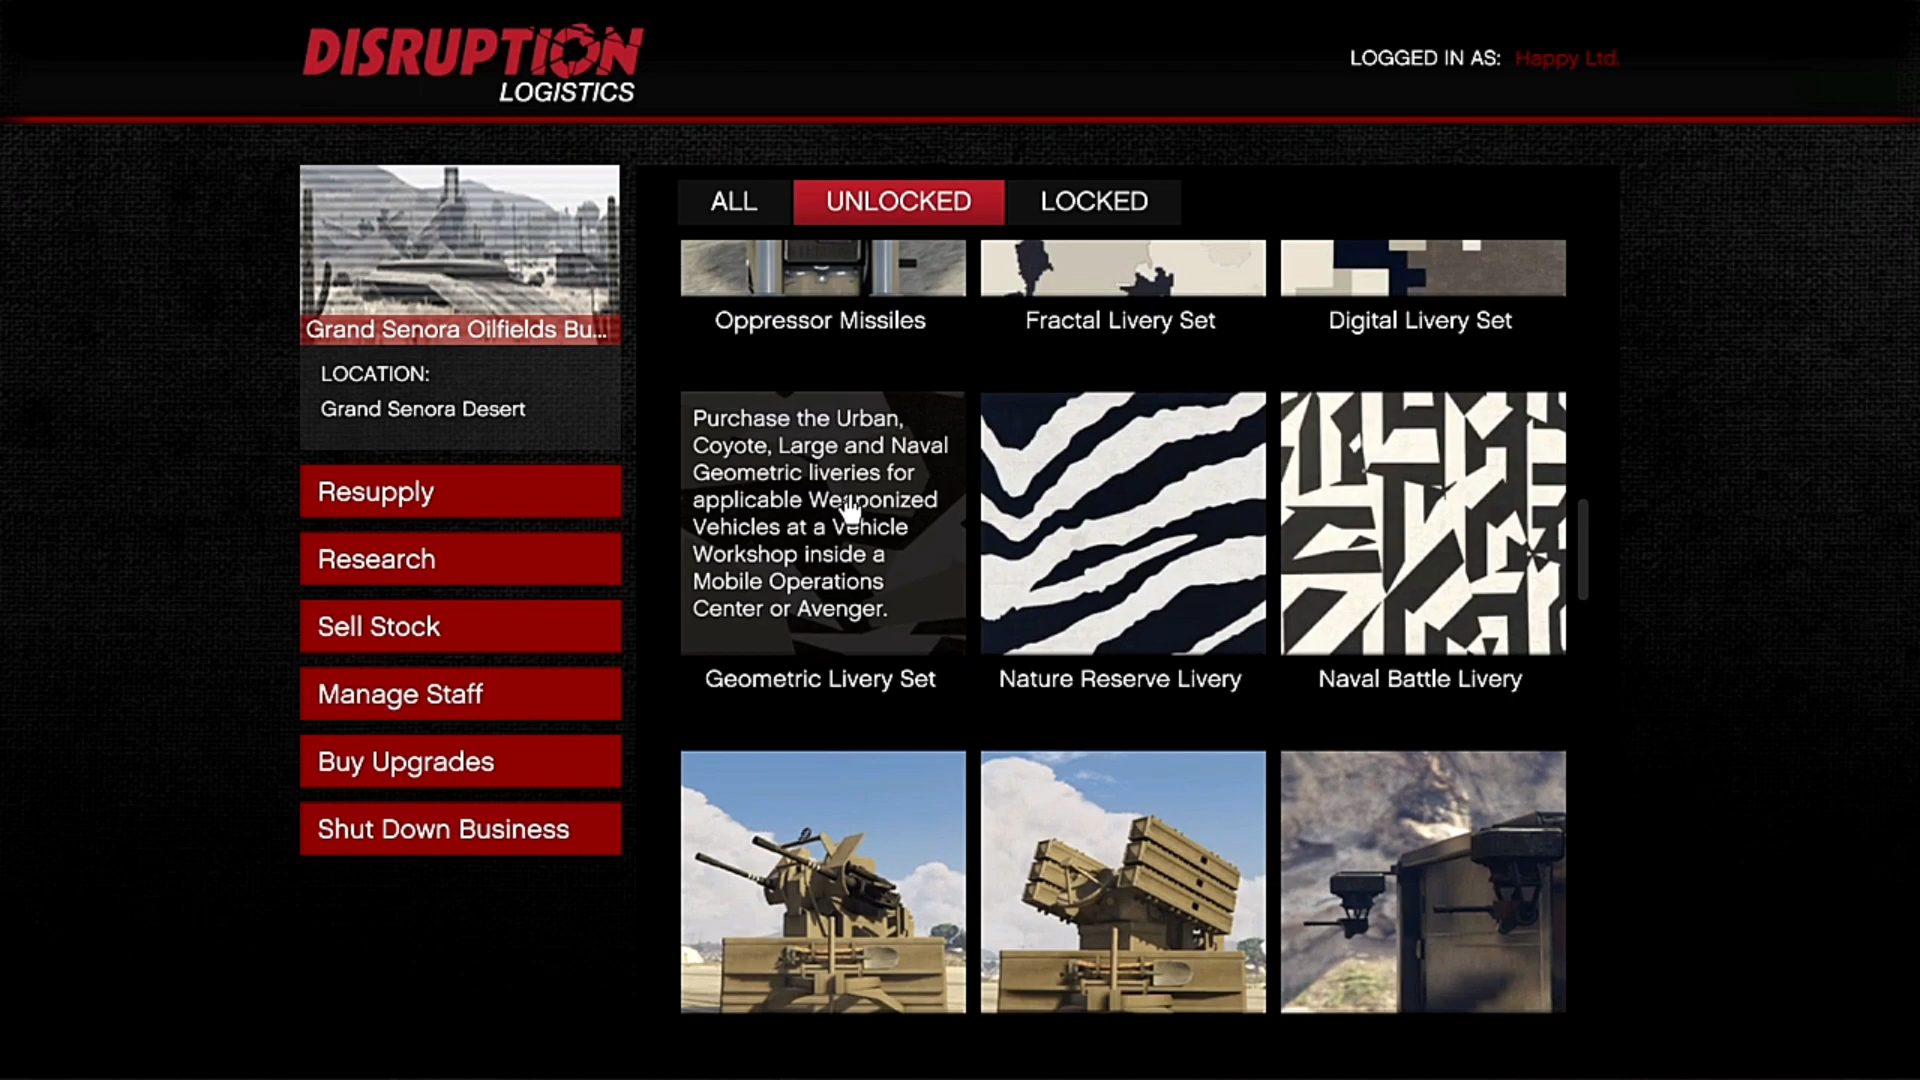 DISRUPTION
LOGISTICS
LOGGED IN AS: Happy Ltd.
Grand Senora Oilfields Bu...
LOCATION:
Grand Senora Desert
Resupply
Research
Sell Stock
Manage Staff
Buy Upgrades
Shut Down Business
ALL
UNLOCKED
LOCKED
Oppressor Missiles
Fractal Livery Set
Digital Livery Set
Purchase the Urban,
Coyote, Large and Naval
Geometric liveries for
applicable Weaponized
Vehicles at a Vehicle
Workshop inside a
Mobile Operations
Center or Avenger.
Geometric Livery Set
Nature Reserve Livery
Naval Battle Livery